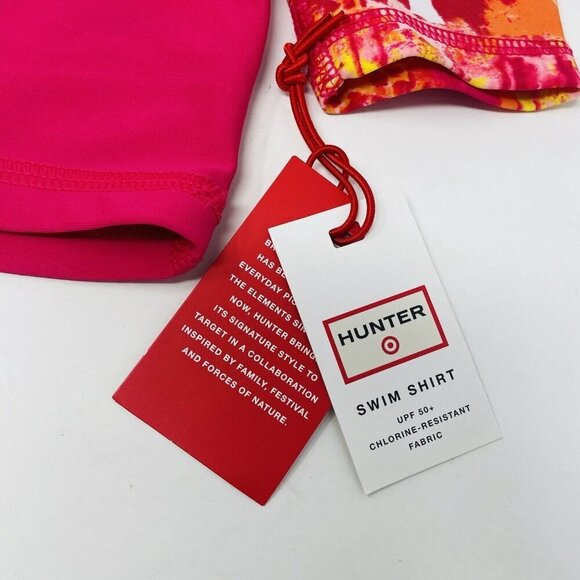 HAS
EVERYDAY
THE ELEMENTS
NOW, HUNTER
ITS SIGNATURE STYLE TO
TARGET IN A COLLABORATION
INSPIRED BY FAMILY, FESTIVAL
AND FORCES OF NATURE.
HUNTER
SWIM SHIRT
UPF 50+
CHLORINE-RESISTANT
FABRIC